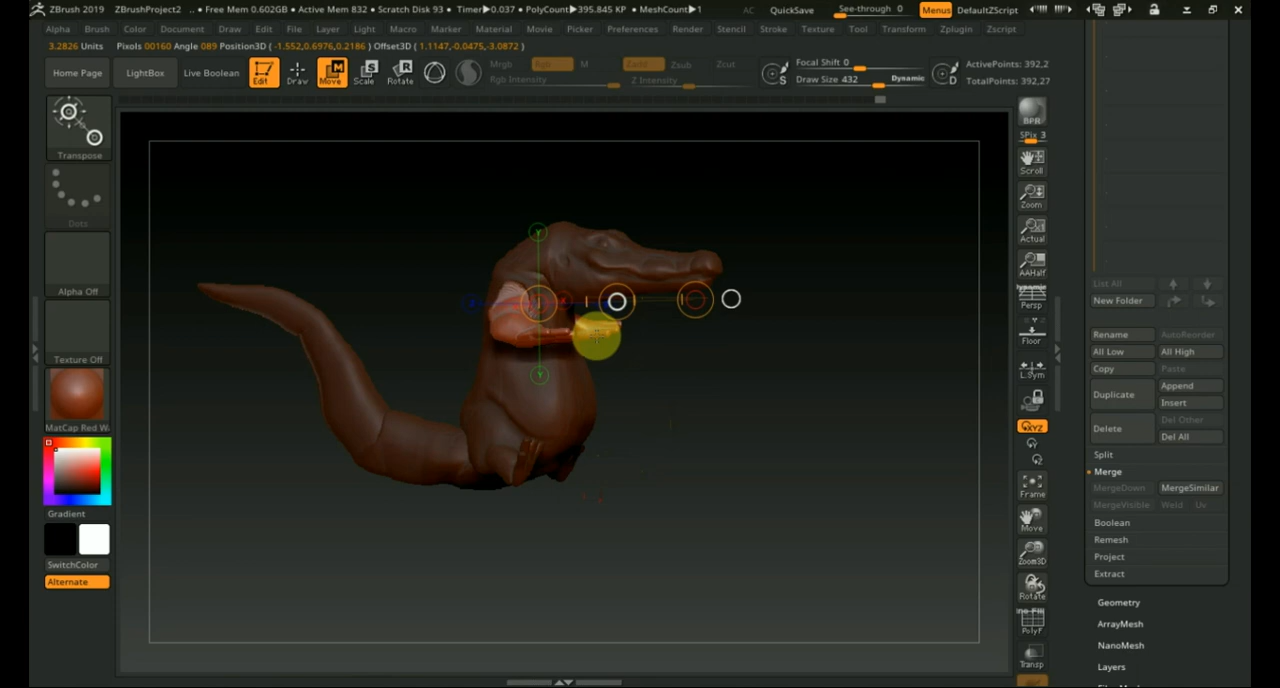 ZBRUSH 2019 ZBRUSHProject2 .. • Free Mem 0.602GB • Active Mem 832 • Scratch Disk 93 • Timer▶0.037 • PolyCount▶395.845 KP • MeshCount▶1 AC QuickSave See-through 0 Menus DefaultZScript
Alpha Brush Color Document Draw Edit File Layer Light Macro Marker Material Movie Picker Preferences Render Stencil Stroke Texture Tool Transform Zplugin Zscript
3.2826 Units Pixols 00160 Angle 089 Position3D ( -1.552,0.6976,0.2186 ) Offset3D ( 1.1147,-0.0475,-3.0872 )
Home Page LightBox Live Boolean Edit Draw Move Scale Rotate
Mrgb Rgb M Zadd Zsub Zcut
Rgb Intensity Z Intensity
Focal Shift 0
Draw Size 432 Dynamic
S D
ActivePoints: 392,2
TotalPoints: 392,27
Transpose
Dots
Alpha Off
Texture Off
MatCap Red W
Gradient
SwitchColor
Alternate
Y
X
Y
BPR
SPix 3
Scroll
Zoom
Actual
AAHalf
Dynamic
Persp
Floor
L.Sym
XYZ
Frame
Move
Zoom3D
Rotate
PolyF
Transp
List All
New Folder
Rename AutoReorder
All Low All High
Copy Paste
Duplicate Append
Insert
Delete Del Other
Del All
Split
Merge
MergeDown MergeSimilar
MergeVisible Weld Uv
Boolean
Remesh
Project
Extract
Geometry
ArrayMesh
NanoMesh
Layers